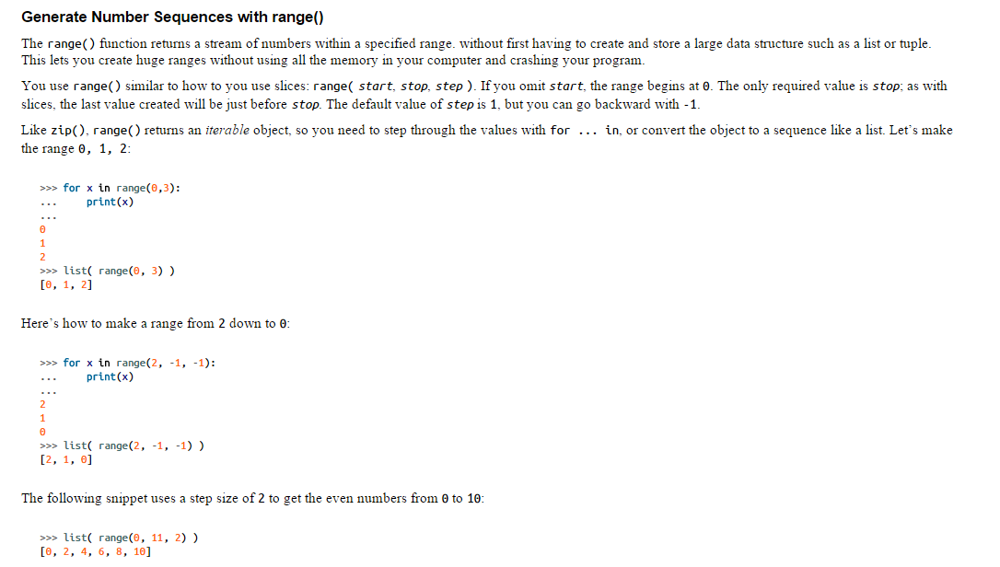 Generate Number Sequences with range()
The range() function returns a stream of numbers within a specified range. without first having to create and store a large data structure such as a list or tuple.
This lets you create huge ranges without using all the memory in your computer and crashing your program.
You use range() similar to how to you use slices: range( start, stop, step ). If you omit start, the range begins at 0. The only required value is stop; as with
slices, the last value created will be just before stop. The default value of step is 1, but you can go backward with -1.
Like zip(), range() returns an iterable object, so you need to step through the values with for ... in, or convert the object to a sequence like a list. Let's make
the range 0, 1, 2:
>>> for x in range(0,3):
...     print(x)
...
0
1
2
>>> list( range(0, 3) )
[0, 1, 2]
Here's how to make a range from 2 down to 0:
>>> for x in range(2, -1, -1):
...     print(x)
...
2
1
0
>>> list( range(2, -1, -1) )
[2, 1, 0]
The following snippet uses a step size of 2 to get the even numbers from 0 to 10:
>>> list( range(0, 11, 2) )
[0, 2, 4, 6, 8, 10]